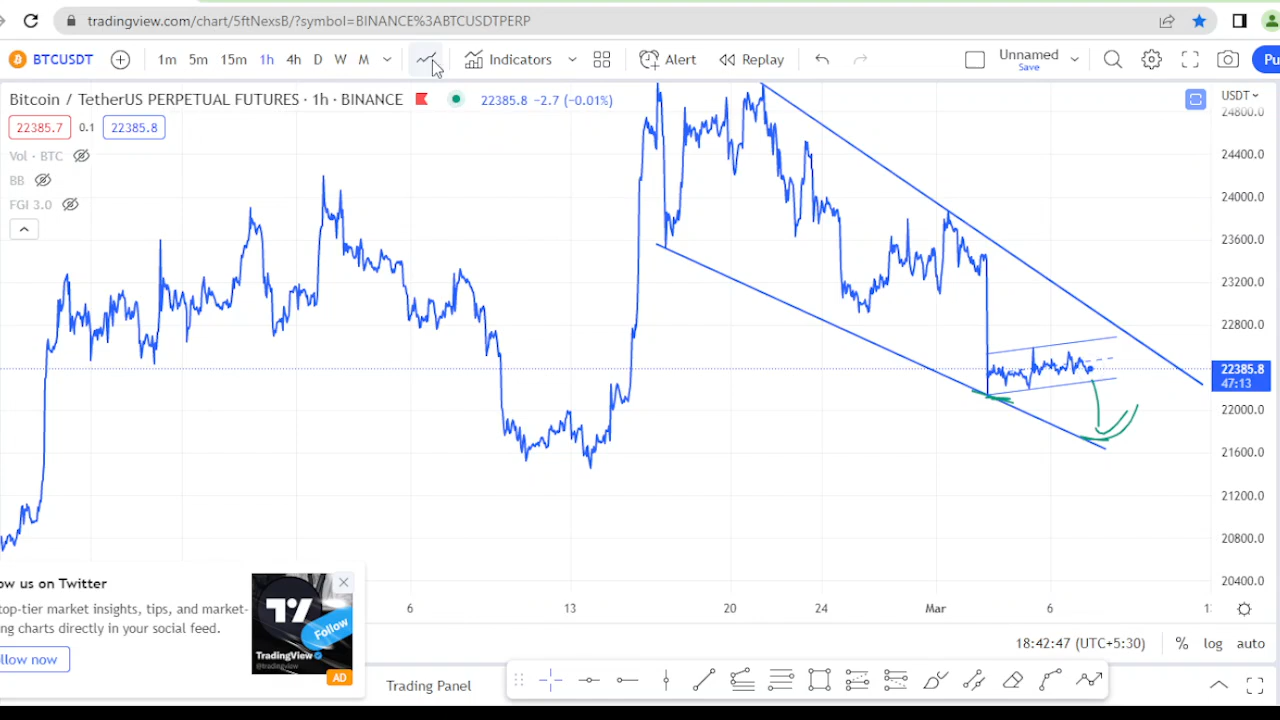 tradingview.com/chart/5ftNexsB/?symbol=BINANCE%3ABTCUSDTPERP
BTCUSDT 1m 5m 15m 1h 4h D W M Indicators Alert Replay Unnamed Save Pu
Bitcoin / TetherUS PERPETUAL FUTURES · 1h · BINANCE 22385.8 −2.7 (−0.01%)
USDT
22385.7 0.1 22385.8
Vol · BTC
BB
FGI 3.0
24800.0
24400.0
24000.0
23600.0
23200.0
22800.0
22385.8
47:13
22000.0
21600.0
21200.0
20800.0
20400.0
6 13 20 24 Mar 6
ow us on Twitter
top-tier market insights, tips, and market-
ng charts directly in your social feed.
llow now
Follow
TradingView
@tradingview
AD
18:42:47 (UTC+5:30) % log auto
Trading Panel